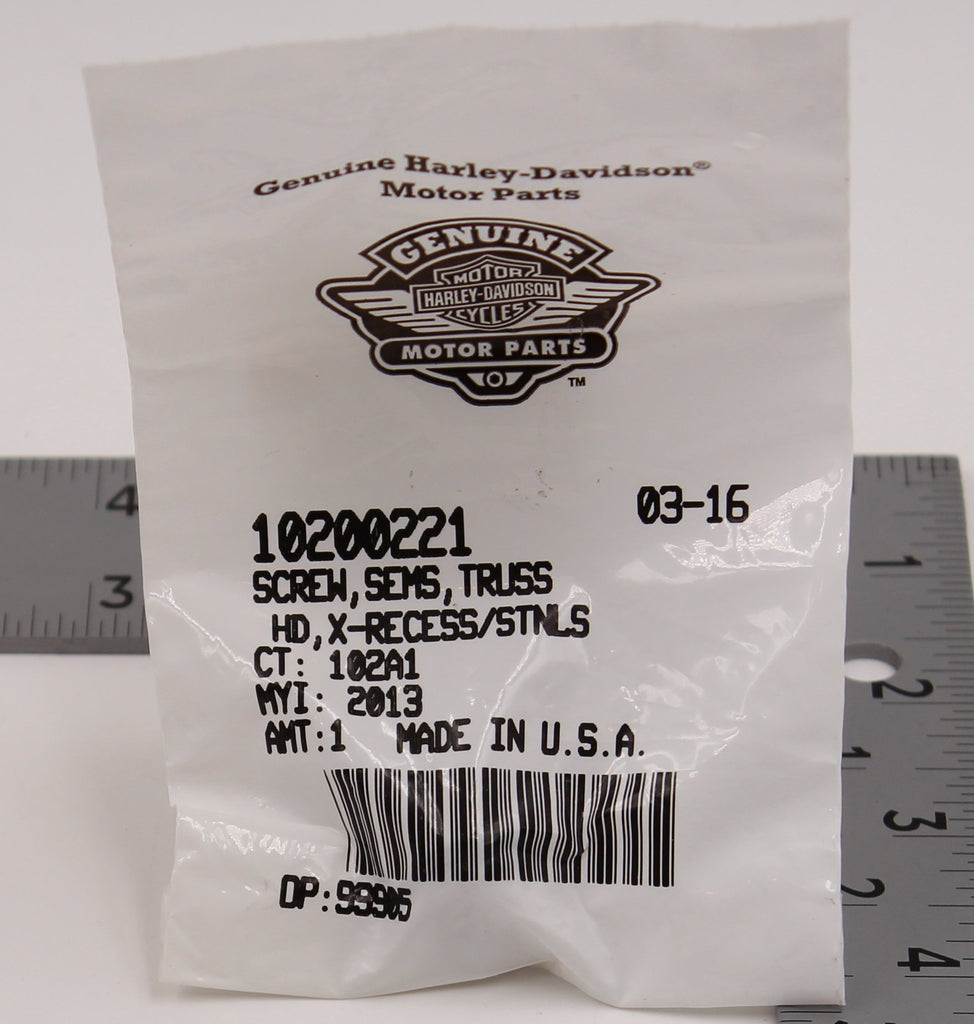 Genuine Harley-Davidson®
Motor Parts
GENUINE
MOTOR
HARLEY-DAVIDSON
CYCLES
MOTOR PARTS
TM
03-16
10200221
SCREW, SEMS, TRUSS
HD, X-RECESS/STNLS
CT: 102A1
MYI: 2013
AMT:1 MADE IN U.S.A.
OP:99905
4
3
1
2
3
4
1
2